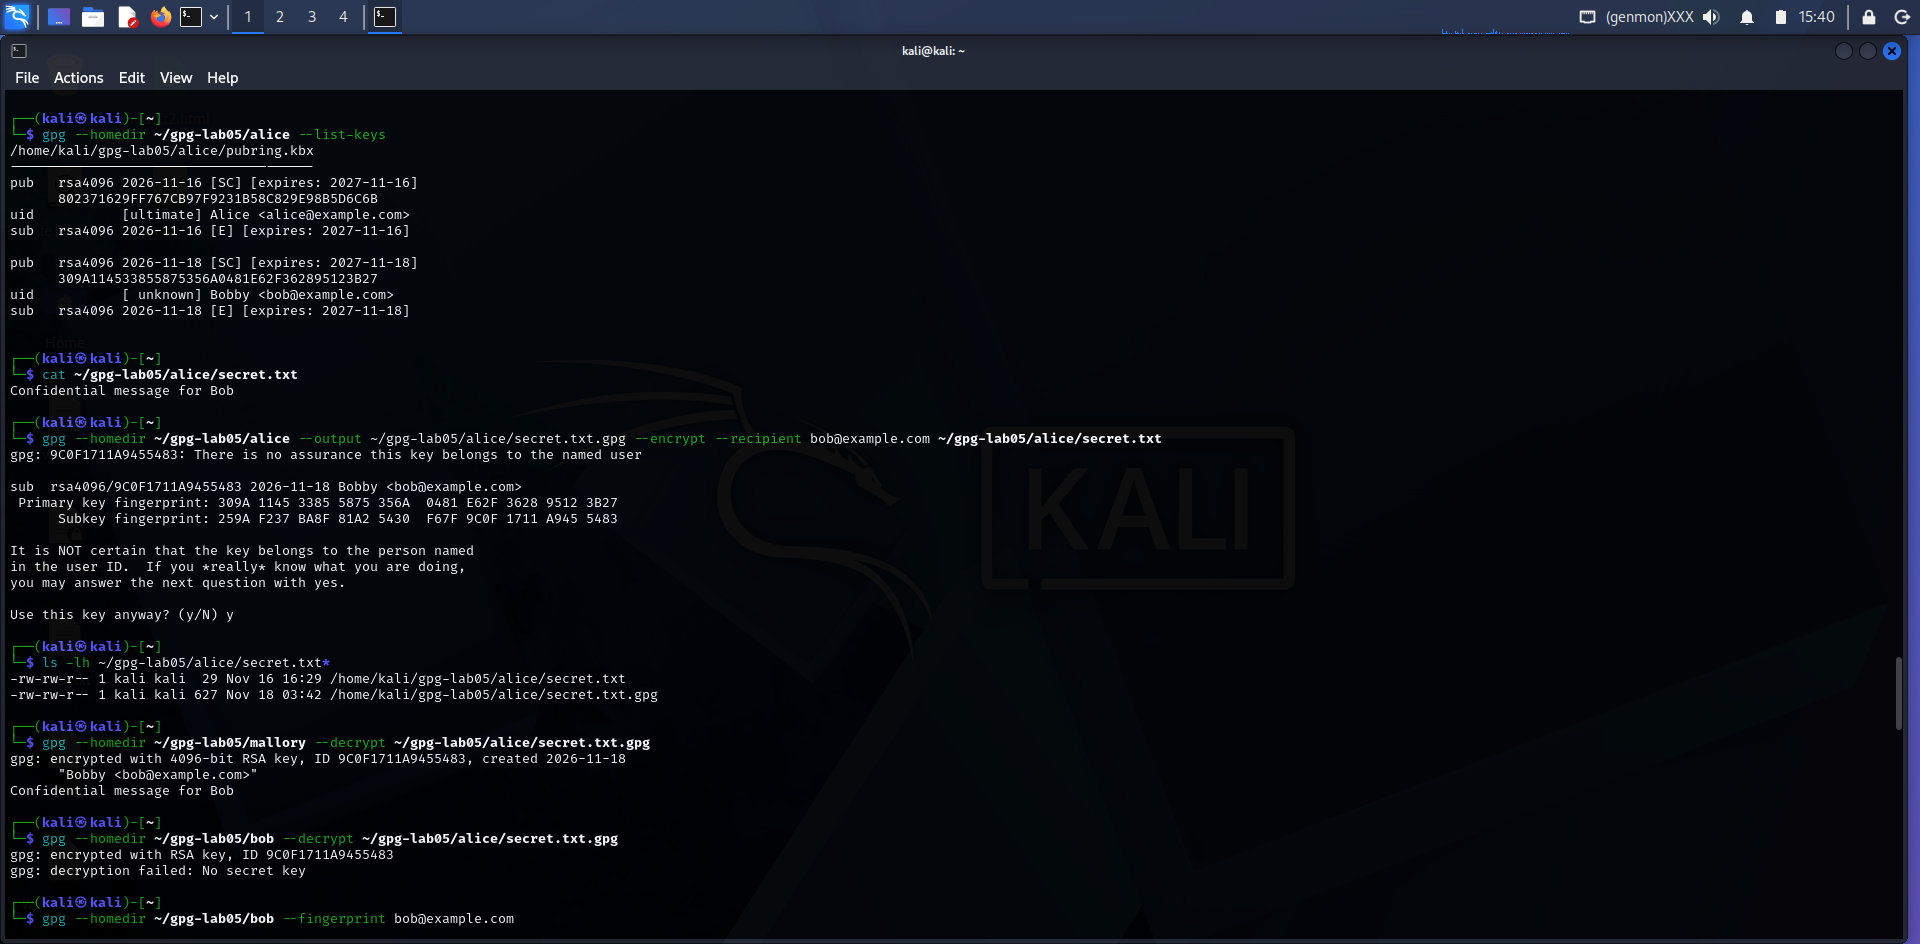 1 2 3 4 (genmon)XXX 15:40
kali@kali: ~
File Actions Edit View Help
┌──(kali㉿kali)-[~]
└─$ gpg --homedir ~/gpg-lab05/alice --list-keys
/home/kali/gpg-lab05/alice/pubring.kbx
--------------------------------------
pub   rsa4096 2026-11-16 [SC] [expires: 2027-11-16]
      802371629FF767CB97F9231B58C829E98B5D6C6B
uid           [ultimate] Alice <alice@example.com>
sub   rsa4096 2026-11-16 [E] [expires: 2027-11-16]

pub   rsa4096 2026-11-18 [SC] [expires: 2027-11-18]
      309A114533855875356A0481E62F362895123B27
uid           [ unknown] Bobby <bob@example.com>
sub   rsa4096 2026-11-18 [E] [expires: 2027-11-18]

┌──(kali㉿kali)-[~]
└─$ cat ~/gpg-lab05/alice/secret.txt
Confidential message for Bob

┌──(kali㉿kali)-[~]
└─$ gpg --homedir ~/gpg-lab05/alice --output ~/gpg-lab05/alice/secret.txt.gpg --encrypt --recipient bob@example.com ~/gpg-lab05/alice/secret.txt
gpg: 9C0F1711A9455483: There is no assurance this key belongs to the named user

sub  rsa4096/9C0F1711A9455483 2026-11-18 Bobby <bob@example.com>
 Primary key fingerprint: 309A 1145 3385 5875 356A  0481 E62F 3628 9512 3B27
      Subkey fingerprint: 259A F237 BA8F 81A2 5430  F67F 9C0F 1711 A945 5483

It is NOT certain that the key belongs to the person named
in the user ID.  If you *really* know what you are doing,
you may answer the next question with yes.

Use this key anyway? (y/N) y

┌──(kali㉿kali)-[~]
└─$ ls -lh ~/gpg-lab05/alice/secret.txt*
-rw-rw-r-- 1 kali kali  29 Nov 16 16:29 /home/kali/gpg-lab05/alice/secret.txt
-rw-rw-r-- 1 kali kali 627 Nov 18 03:42 /home/kali/gpg-lab05/alice/secret.txt.gpg

┌──(kali㉿kali)-[~]
└─$ gpg --homedir ~/gpg-lab05/mallory --decrypt ~/gpg-lab05/alice/secret.txt.gpg
gpg: encrypted with 4096-bit RSA key, ID 9C0F1711A9455483, created 2026-11-18
      "Bobby <bob@example.com>"
Confidential message for Bob

┌──(kali㉿kali)-[~]
└─$ gpg --homedir ~/gpg-lab05/bob --decrypt ~/gpg-lab05/alice/secret.txt.gpg
gpg: encrypted with RSA key, ID 9C0F1711A9455483
gpg: decryption failed: No secret key

┌──(kali㉿kali)-[~]
└─$ gpg --homedir ~/gpg-lab05/bob --fingerprint bob@example.com
Home
KALI